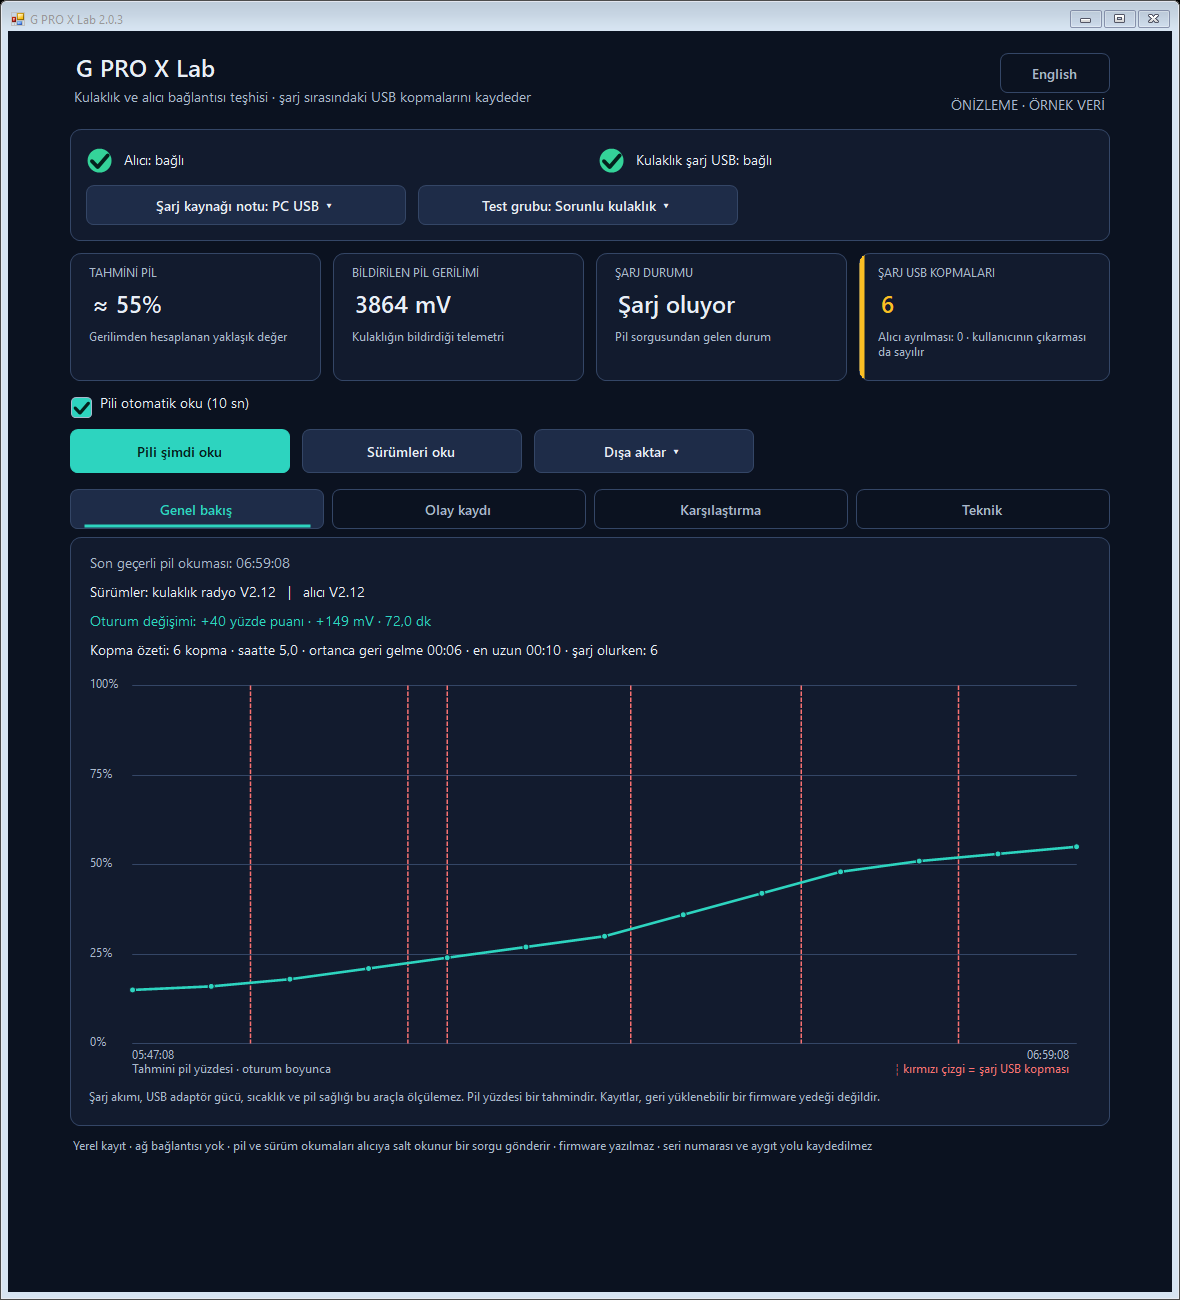 G PRO X Lab 2.0.3
G PRO X Lab
English
Kulaklık ve alıcı bağlantısı teşhisi · şarj sırasındaki USB kopmalarını kaydeder
ÖNİZLEME · ÖRNEK VERİ
Alıcı: bağlı
Kulaklık şarj USB: bağlı
Şarj kaynağı notu: PC USB ▾
Test grubu: Sorunlu kulaklık ▾
TAHMİNİ PİL
≈ 55%
Gerilimden hesaplanan yaklaşık değer
BİLDİRİLEN PİL GERİLİMİ
3864 mV
Kulaklığın bildirdiği telemetri
ŞARJ DURUMU
Şarj oluyor
Pil sorgusundan gelen durum
ŞARJ USB KOPMALARI
6
Alıcı ayrılması: 0 · kullanıcının çıkarması
da sayılır
Pili otomatik oku (10 sn)
Pili şimdi oku
Sürümleri oku
Dışa aktar ▾
Genel bakış
Olay kaydı
Karşılaştırma
Teknik
Son geçerli pil okuması: 06:59:08
Sürümler: kulaklık radyo V2.12 | alıcı V2.12
Oturum değişimi: +40 yüzde puanı · +149 mV · 72,0 dk
Kopma özeti: 6 kopma · saatte 5,0 · ortanca geri gelme 00:06 · en uzun 00:10 · şarj olurken: 6
100%
75%
50%
25%
0%
05:47:08
06:59:08
Tahmini pil yüzdesi · oturum boyunca
┆ kırmızı çizgi = şarj USB kopması
Şarj akımı, USB adaptör gücü, sıcaklık ve pil sağlığı bu araçla ölçülemez. Pil yüzdesi bir tahmindir. Kayıtlar, geri yüklenebilir bir firmware yedeği değildir.
Yerel kayıt · ağ bağlantısı yok · pil ve sürüm okumaları alıcıya salt okunur bir sorgu gönderir · firmware yazılmaz · seri numarası ve aygıt yolu kaydedilmez